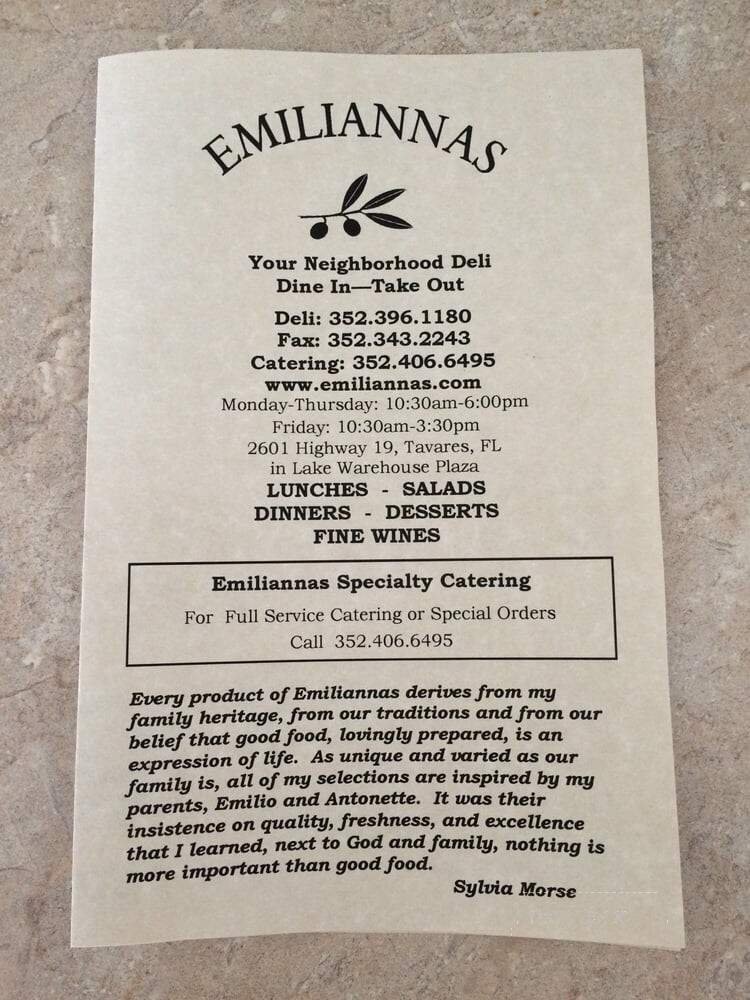 EMILIANNAS
Your Neighborhood Deli
Dine In—Take Out
Deli: 352.396.1180
Fax: 352.343.2243
Catering: 352.406.6495
www.emiliannas.com
Monday-Thursday: 10:30am-6:00pm
Friday: 10:30am-3:30pm
2601 Highway 19, Tavares, FL
in Lake Warehouse Plaza
LUNCHES - SALADS
DINNERS - DESSERTS
FINE WINES
Emiliannas Specialty Catering
For Full Service Catering or Special Orders
Call 352.406.6495
Every product of Emiliannas derives from my
family heritage, from our traditions and from our
belief that good food, lovingly prepared, is an
expression of life. As unique and varied as our
family is, all of my selections are inspired by my
parents, Emilio and Antonette. It was their
insistence on quality, freshness, and excellence
that I learned, next to God and family, nothing is
more important than good food.
Sylvia Morse